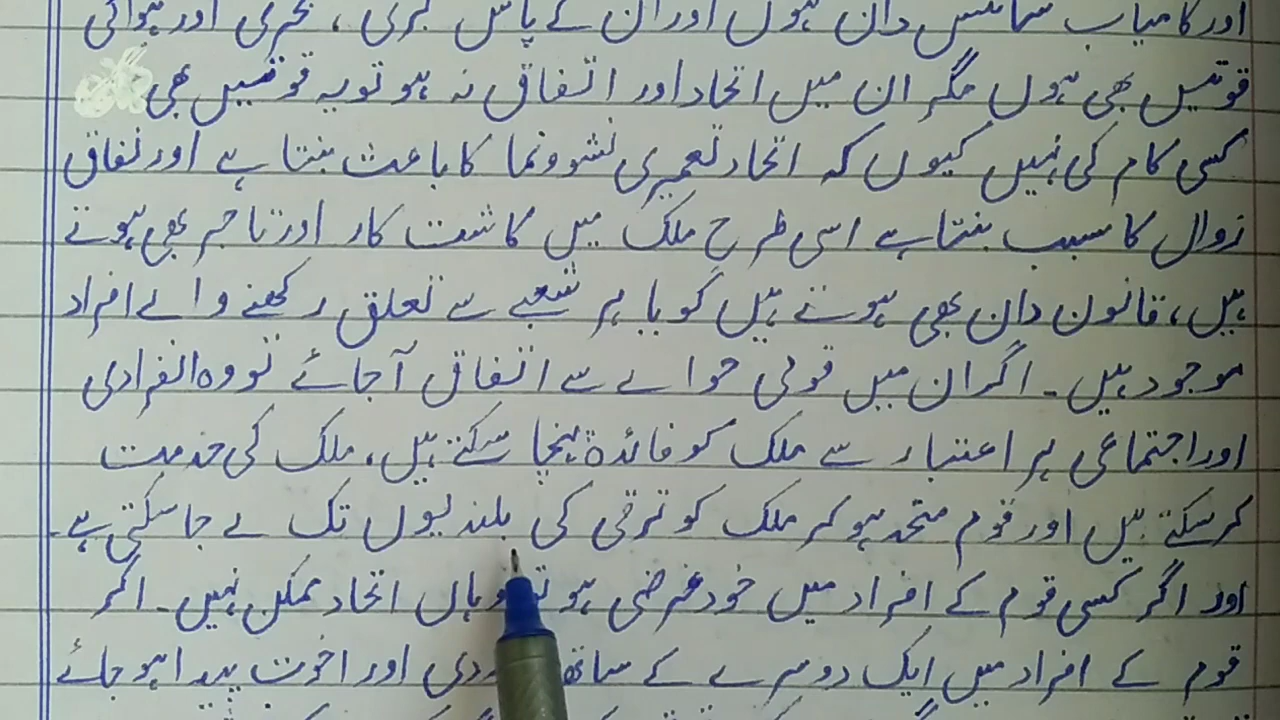 اور کامیاب سائنس دان ہوں اور ان کے پاس بری ، بحری اور ہوائی
قوتیں بھی ہوں مگر ان میں اتحاد اور اتفاق نہ ہو تو یہ قوتیں بھی
کسی کام کی نہیں کیوں کہ اتحاد تعمیری نشوونما کا باعث بنتا ہے اور نفاق
زوال کا سبب بنتا ہے اسی طرح ملک میں کاشت کار اور تاجر بھی ہوتے
ہیں، قانون دان بھی ہوتے ہیں گویا ہر شعبے سے تعلق رکھنے والے افراد
موجود ہیں۔ اگر ان میں قومی حوالے سے اتفاق آجائے تو وہ انفرادی
اور اجتماعی ہر اعتبار سے ملک کو فائدہ پہنچا سکتے ہیں، ملک کی خدمت
کر سکتے ہیں اور قوم متحد ہو کر ملک کو ترقی کی بلندیوں تک لے جا سکتی ہے۔
اور اگر کسی قوم کے افراد میں خود غرضی ہو تو وہاں اتحاد ممکن نہیں۔ اگر
قوم کے افراد میں ایک دوسرے کے ساتھ اور اخوت پیدا ہو جائے